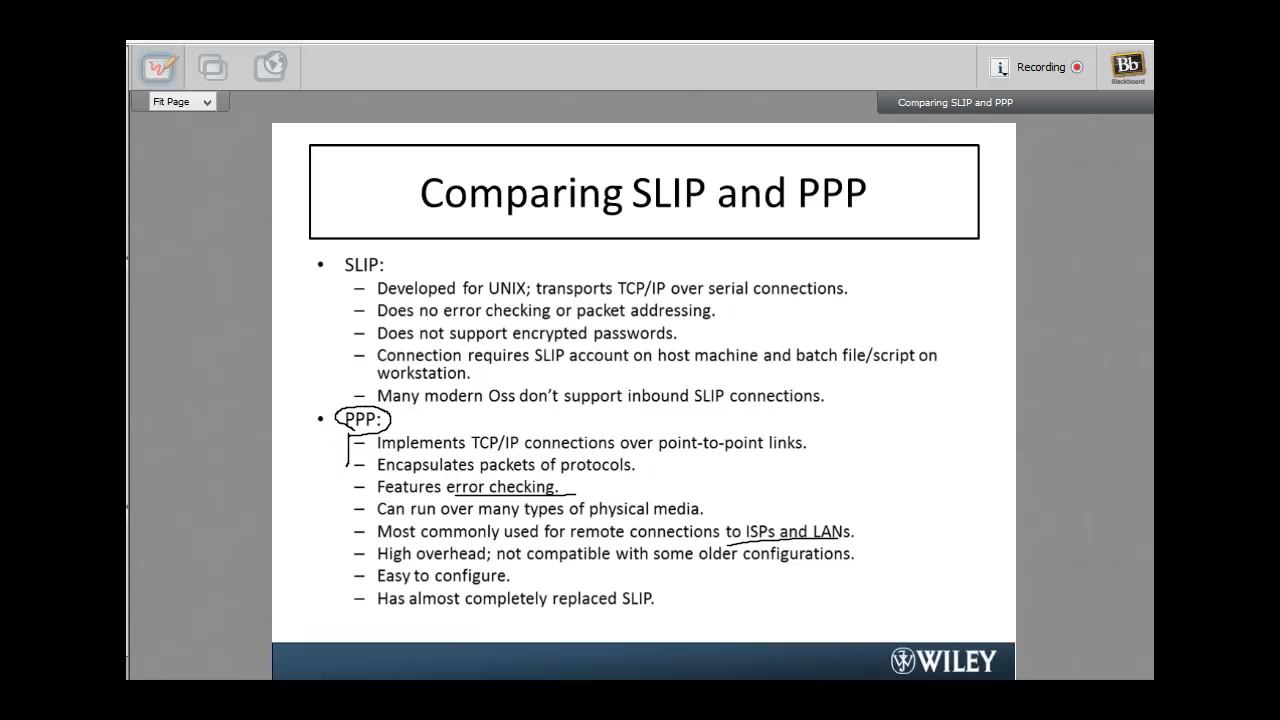 Recording
Bb
Blackboard
Fit Page
Comparing SLIP and PPP
Comparing SLIP and PPP
• SLIP:
– Developed for UNIX; transports TCP/IP over serial connections.
– Does no error checking or packet addressing.
– Does not support encrypted passwords.
– Connection requires SLIP account on host machine and batch file/script on
workstation.
– Many modern Oss don’t support inbound SLIP connections.
• PPP:
– Implements TCP/IP connections over point-to-point links.
– Encapsulates packets of protocols.
– Features error checking.
– Can run over many types of physical media.
– Most commonly used for remote connections to ISPs and LANs.
– High overhead; not compatible with some older configurations.
– Easy to configure.
– Has almost completely replaced SLIP.
WILEY